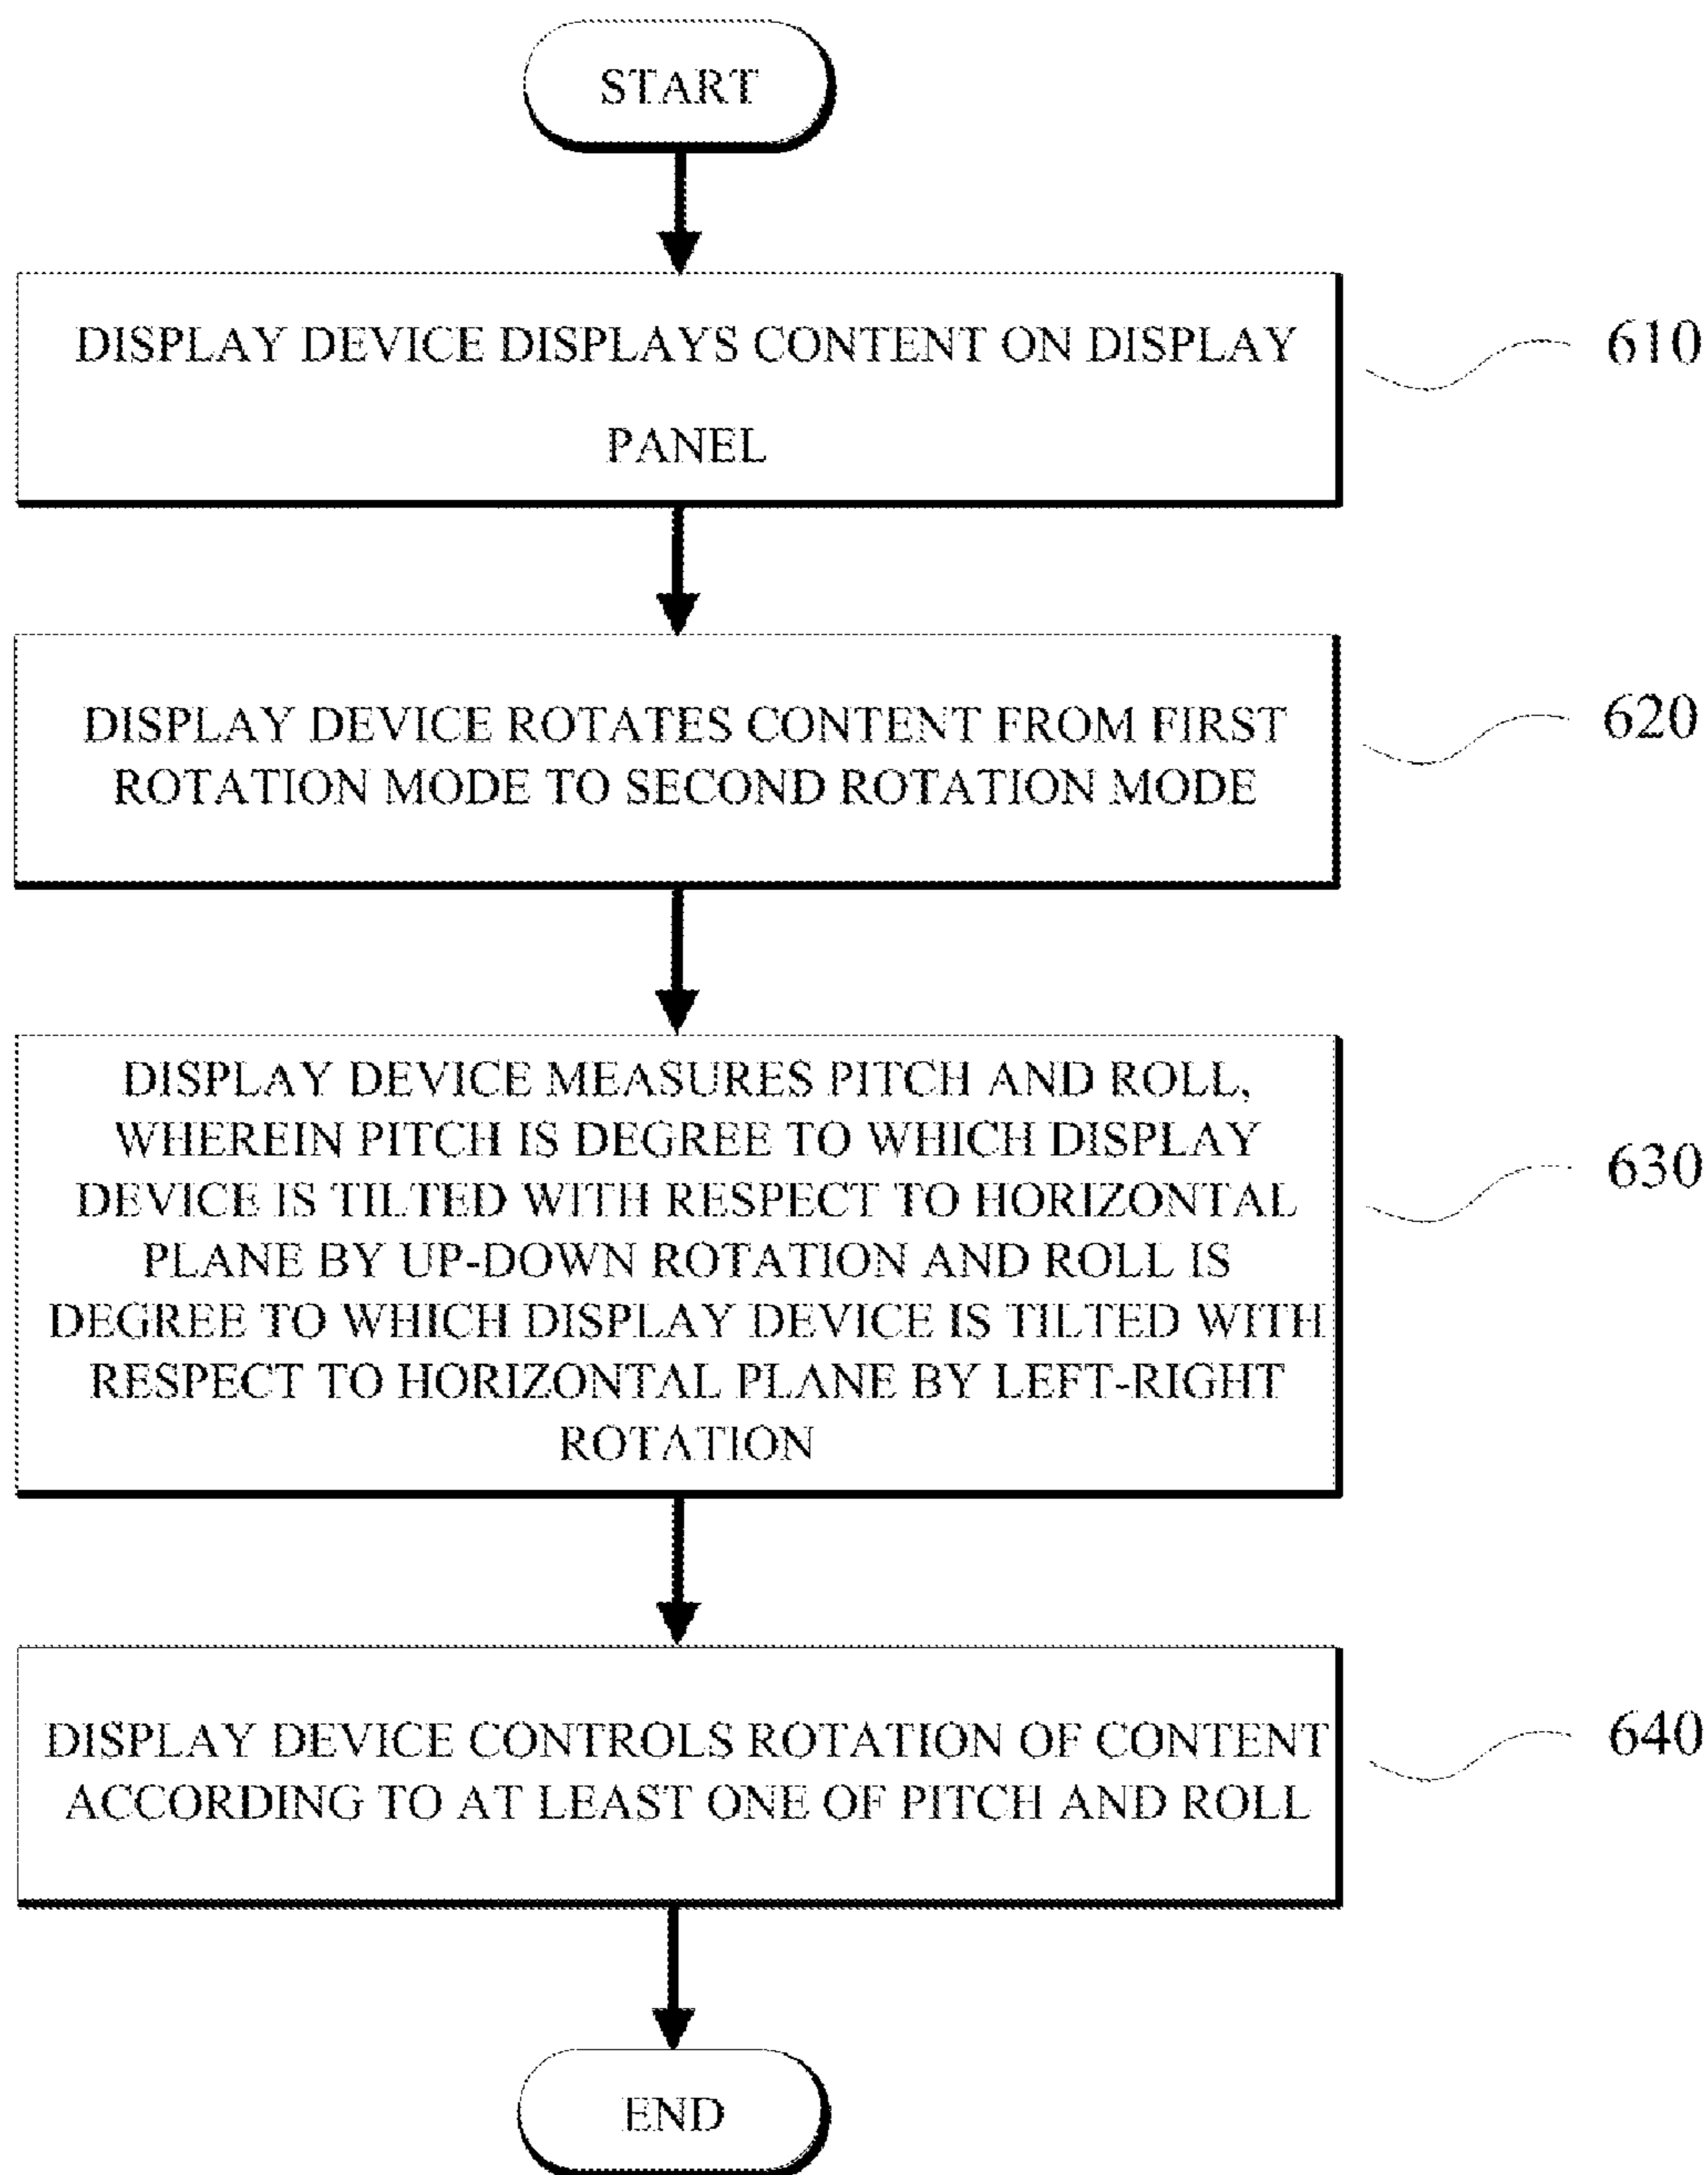 START
DISPLAY DEVICE DISPLAYS CONTENT ON DISPLAY
PANEL
610
DISPLAY DEVICE ROTATES CONTENT FROM FIRST
ROTATION MODE TO SECOND ROTATION MODE
620
DISPLAY DEVICE MEASURES PITCH AND ROLL,
WHEREIN PITCH IS DEGREE TO WHICH DISPLAY
DEVICE IS TILTED WITH RESPECT TO HORIZONTAL
PLANE BY UP-DOWN ROTATION AND ROLL IS
DEGREE TO WHICH DISPLAY DEVICE IS TILTED WITH
RESPECT TO HORIZONTAL PLANE BY LEFT-RIGHT
ROTATION
630
DISPLAY DEVICE CONTROLS ROTATION OF CONTENT
ACCORDING TO AT LEAST ONE OF PITCH AND ROLL
640
END